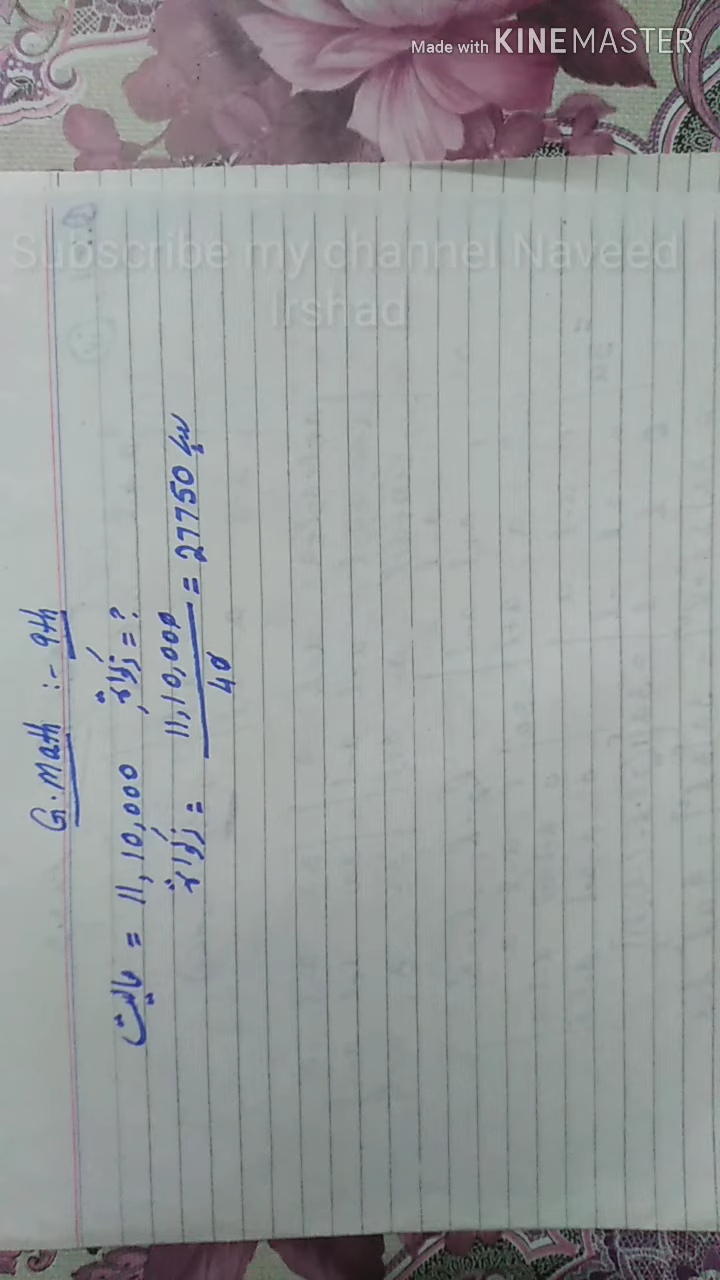 Made with KINEMASTER
Subscribe my channel Naveed
Irshad
G. Math :- 9th
مالیت = 11,10,000 , زکوٰۃ = ?
زکوٰۃ = 11,10,000 / 40 = 27750 روپے